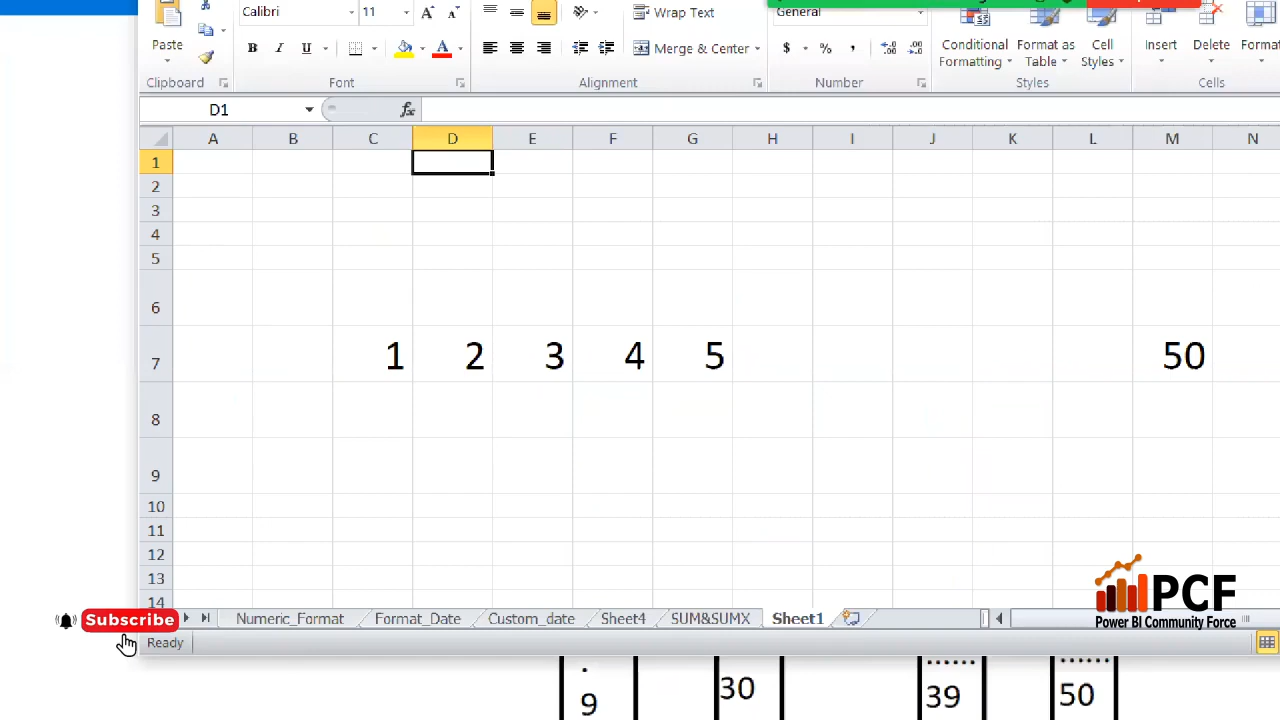 Calibri 11 Wrap Text General
Paste B I U Merge & Center $ % , Conditional Formatting Format as Table Cell Styles Insert Delete
Clipboard Font Alignment Number Styles Cells
D1 fx
A B C D E F G H I J K L M N
1
2
3
4
5
6
7 1 2 3 4 5 50
8
9
10
11
12
13
14
PCF
Power BI Community Force
Subscribe
Numeric_Format Format_Date Custom_date Sheet4 SUM&SUMX Sheet1
Ready
9 30 39 50